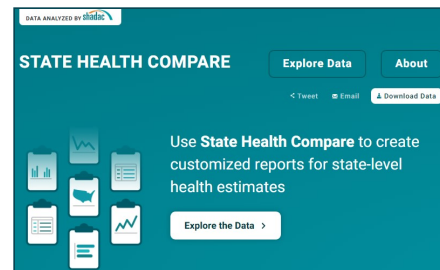 DATA ANALYZED BY shadac
STATE HEALTH COMPARE
Explore Data
About
Tweet
Email
Download Data
Use State Health Compare to create
customized reports for state-level
health estimates
Explore the Data >